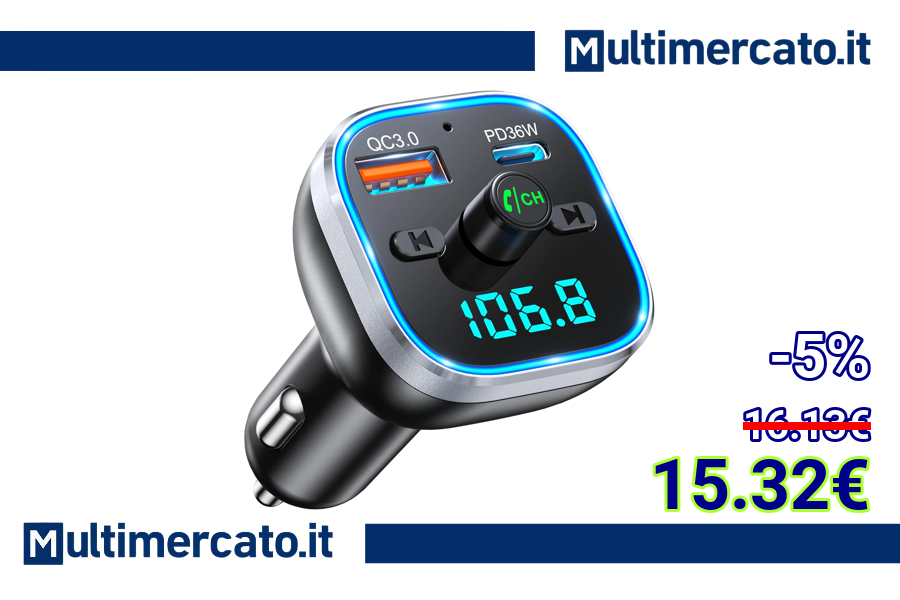 Multimercato.it
QC3.0
PD36W
CH
106.8
-5%
16.13€
15.32€
Multimercato.it